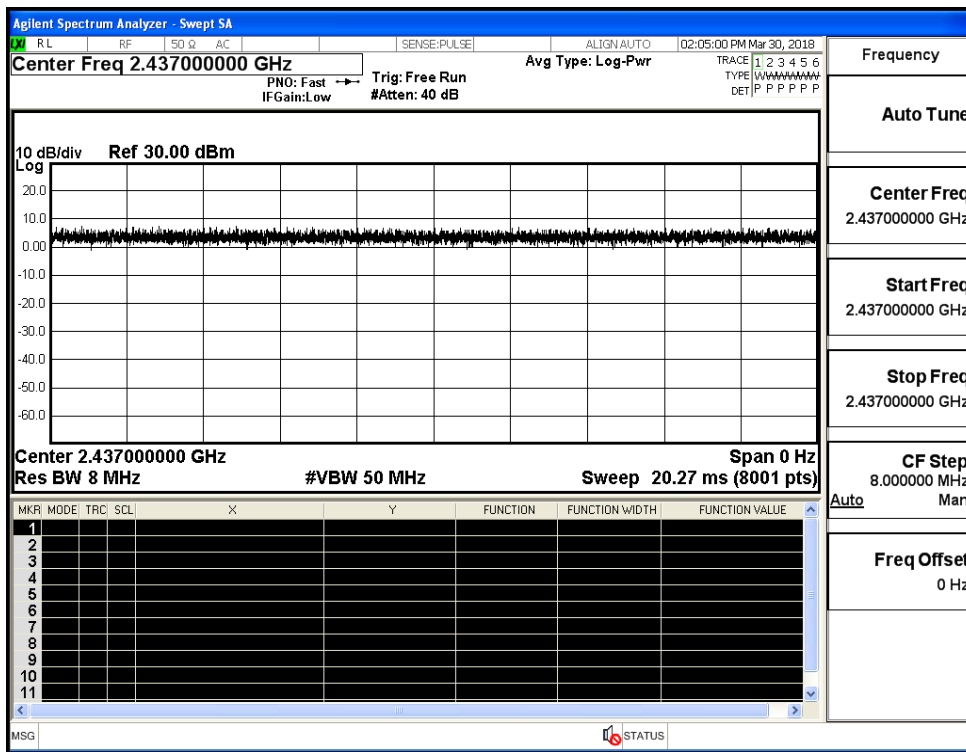 Agilent Spectrum Analyzer - Swept SA
LXI RL RF 50 Ω AC SENSE:PULSE ALIGN AUTO 02:05:00 PM Mar 30, 2018
Center Freq 2.437000000 GHz
PNO: Fast
IFGain:Low
Trig: Free Run
#Atten: 40 dB
Avg Type: Log-Pwr
TRACE 1 2 3 4 5 6
TYPE
DET P P P P P P
10 dB/div Ref 30.00 dBm
Log
20.0
10.0
0.00
-10.0
-20.0
-30.0
-40.0
-50.0
-60.0
Center 2.437000000 GHz Span 0 Hz
Res BW 8 MHz #VBW 50 MHz Sweep 20.27 ms (8001 pts)
MKR MODE TRC SCL X Y FUNCTION FUNCTION WIDTH FUNCTION VALUE
1
2
3
4
5
6
7
8
9
10
11
MSG STATUS
Frequency
Auto Tune
Center Freq
2.437000000 GHz
Start Freq
2.437000000 GHz
Stop Freq
2.437000000 GHz
CF Step
8.000000 MHz
Auto Man
Freq Offset
0 Hz